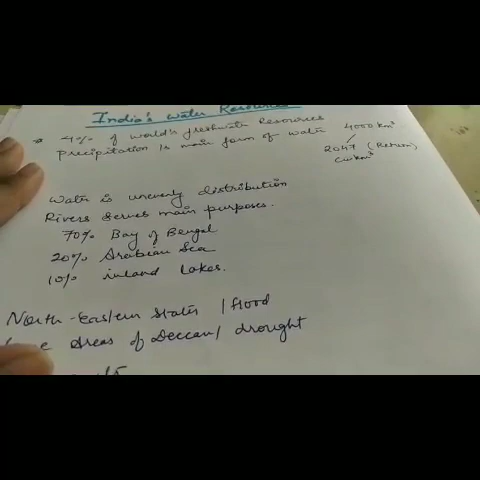 India's Water Resources
* 4% of world's freshwater Resources
Precipitation is main form of water 4000 km³
2047 (Return)
km³
Water is unevenly distribution
Rivers serves main purposes.
70% Bay of Bengal
20% Arabian Sea
10% inland lakes.
North-eastern States / flood
Areas of Deccan / drought